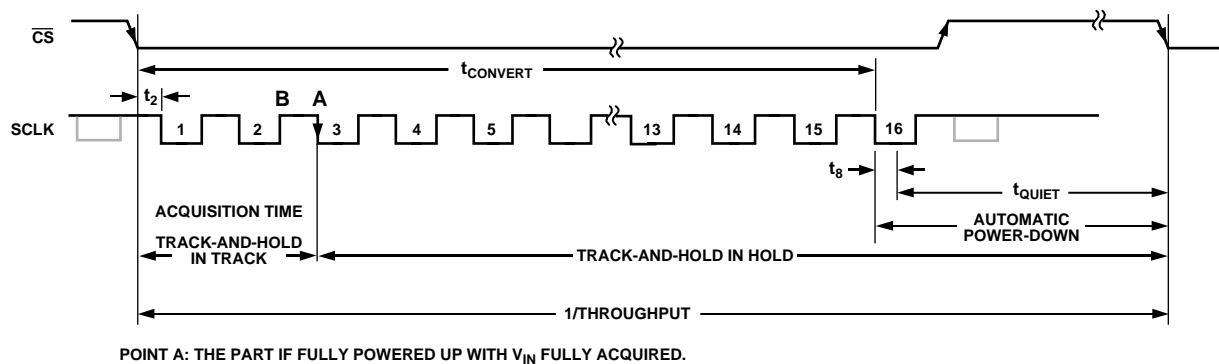 CS
tCONVERT
t2
B A
SCLK
1 2 3 4 5 13 14 15 16
t8
tQUIET
ACQUISITION TIME
AUTOMATIC
POWER-DOWN
TRACK-AND-HOLD
IN TRACK
TRACK-AND-HOLD IN HOLD
1/THROUGHPUT
POINT A: THE PART IF FULLY POWERED UP WITH VIN FULLY ACQUIRED.